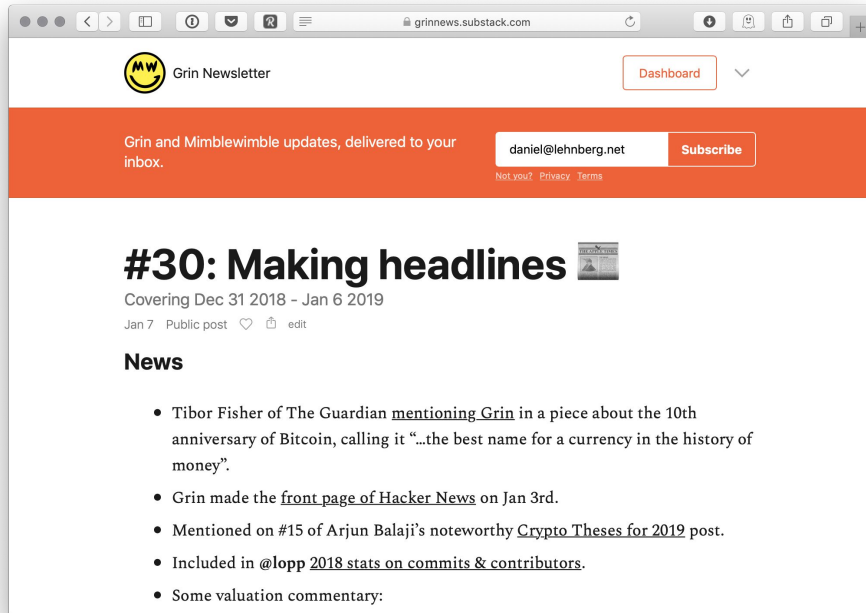 grinnews.substack.com
MW
Grin Newsletter
Dashboard
Grin and Mimblewimble updates, delivered to your
inbox.
daniel@lehnberg.net
Subscribe
Not you? Privacy Terms
#30: Making headlines
Covering Dec 31 2018 - Jan 6 2019
Jan 7 Public post edit
News
• Tibor Fisher of The Guardian mentioning Grin in a piece about the 10th
anniversary of Bitcoin, calling it “…the best name for a currency in the history of
money”.
• Grin made the front page of Hacker News on Jan 3rd.
• Mentioned on #15 of Arjun Balaji’s noteworthy Crypto Theses for 2019 post.
• Included in @lopp 2018 stats on commits & contributors.
• Some valuation commentary: